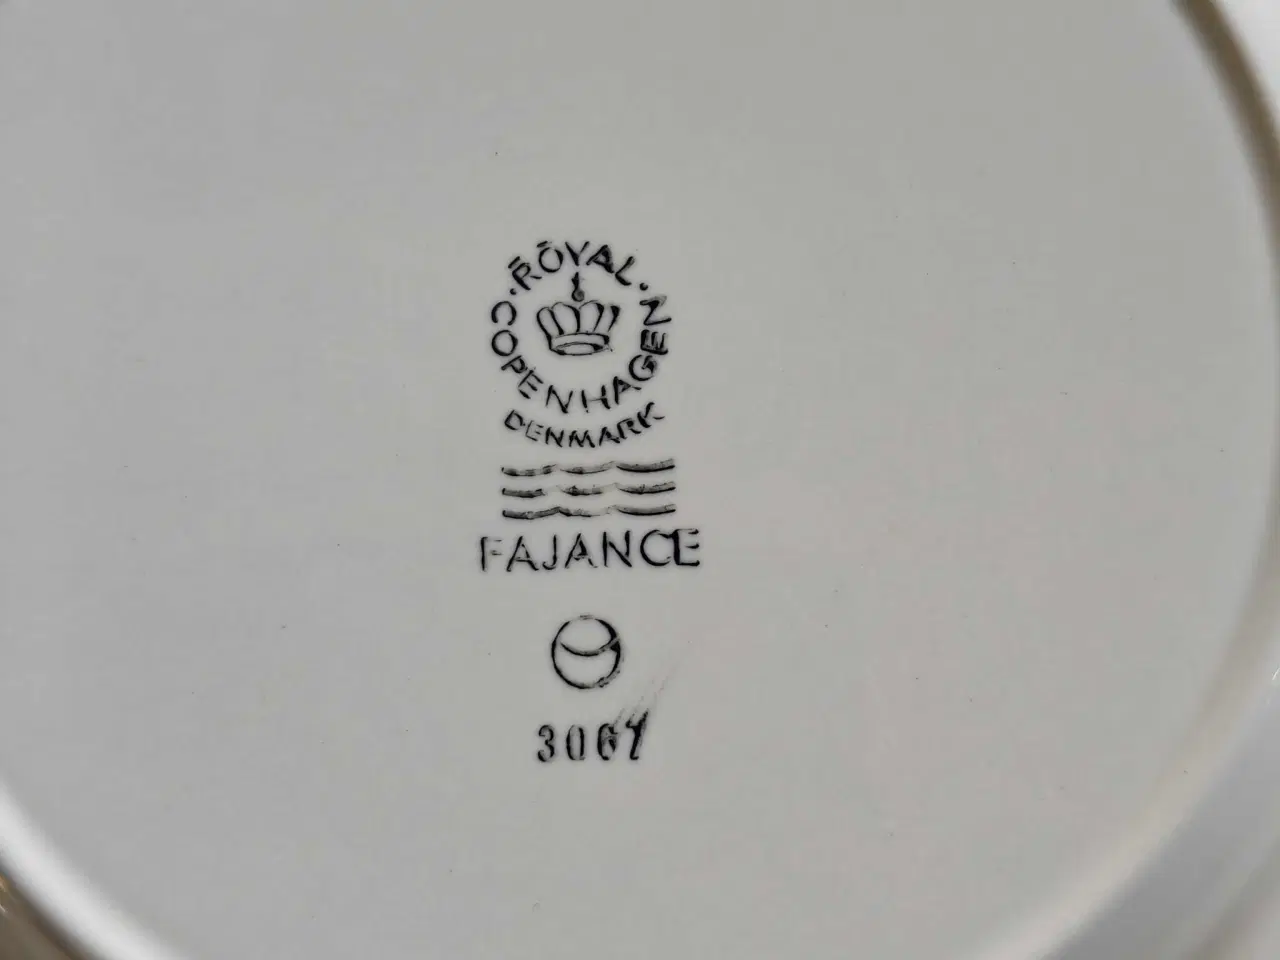 ·ROYAL·
COPENHAGEN
DENMARK
FAJANCE
3067